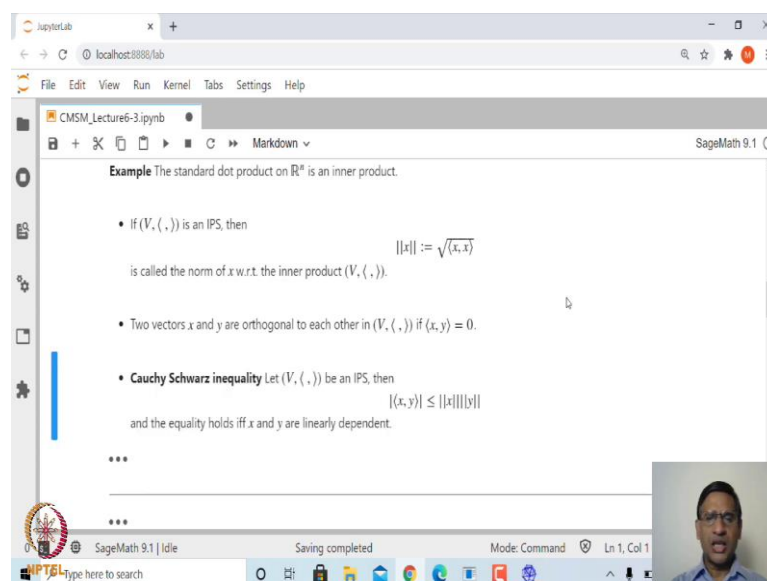 JupyterLab
localhost:8888/lab
M
File Edit View Run Kernel Tabs Settings Help
CMSM_Lecture6-3.ipynb
Markdown
SageMath 9.1
Example The standard dot product on ℝⁿ is an inner product.
• If (V, ⟨ , ⟩) is an IPS, then
||x|| := √⟨x, x⟩
is called the norm of x w.r.t. the inner product (V, ⟨ , ⟩).
• Two vectors x and y are orthogonal to each other in (V, ⟨ , ⟩) if ⟨x, y⟩ = 0.
• Cauchy Schwarz inequality Let (V, ⟨ , ⟩) be an IPS, then
|⟨x, y⟩| ≤ ||x||||y||
and the equality holds iff x and y are linearly dependent.
•••
•••
0 SageMath 9.1 | Idle Saving completed Mode: Command Ln 1, Col 1
NPTEL Type here to search